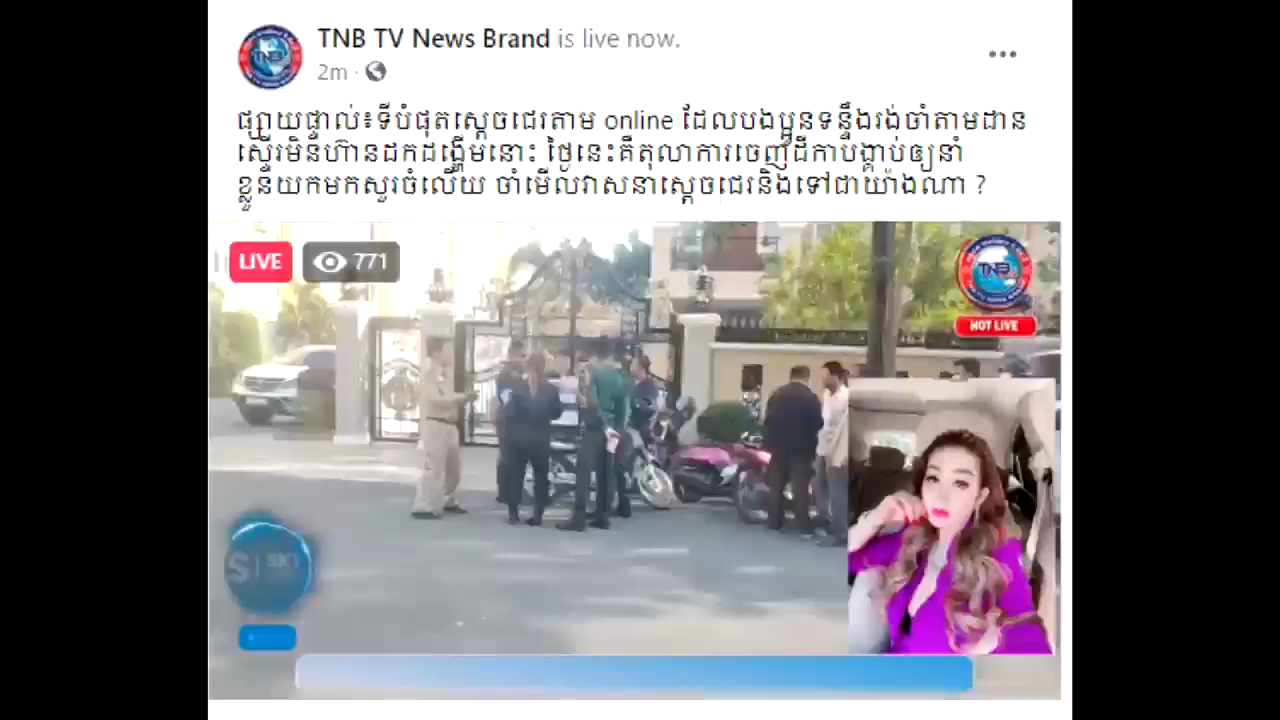 TNB TV News Brand is live now.
2m ·
ផ្សាយផ្ទាល់៖ទីបំផុតស្តេចជេរតាម online ដែលបងប្អូនទន្ទឹងរង់ចាំតាមដាន
ស្ទើរមិនហ៊ានដកដង្ហើមនោះ ថ្ងៃនេះគឺតុលាការចេញដីកាបង្គាប់ឲ្យនាំ
ខ្លួនយកមកសួរចំលើយ ចាំមើលវាសនាស្តេចជេរនិងទៅជាយ៉ាងណា ?
LIVE
771
TNB
HOT LIVE
TNB